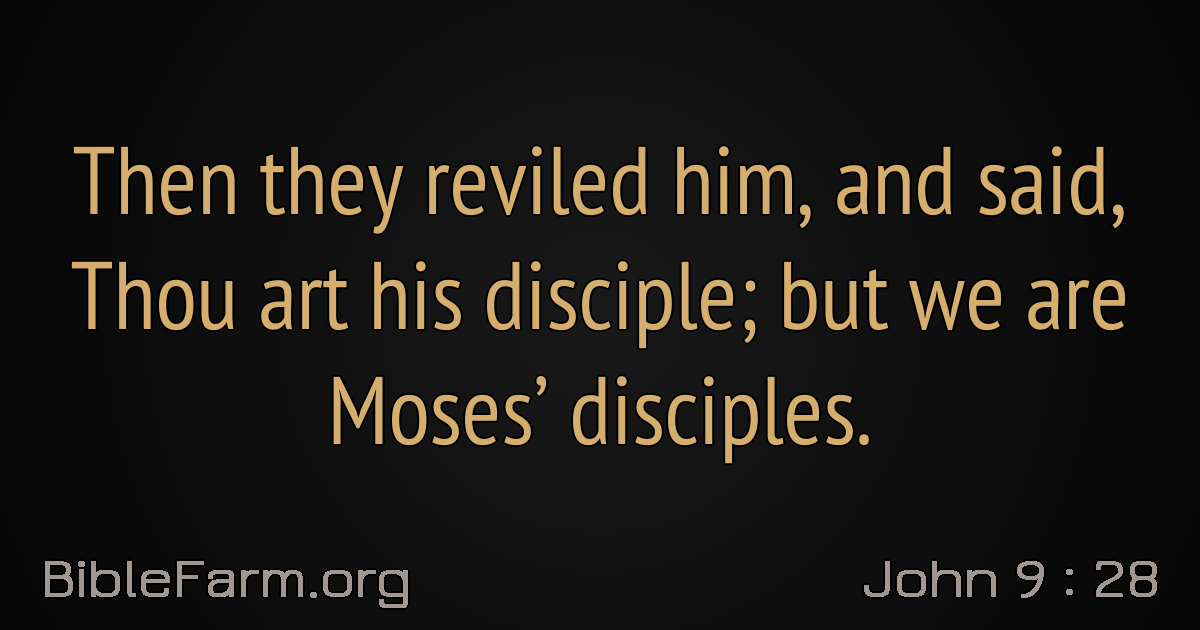 Then they reviled him, and said,
Thou art his disciple; but we are
Moses’ disciples.
BibleFarm.org
John 9 : 28